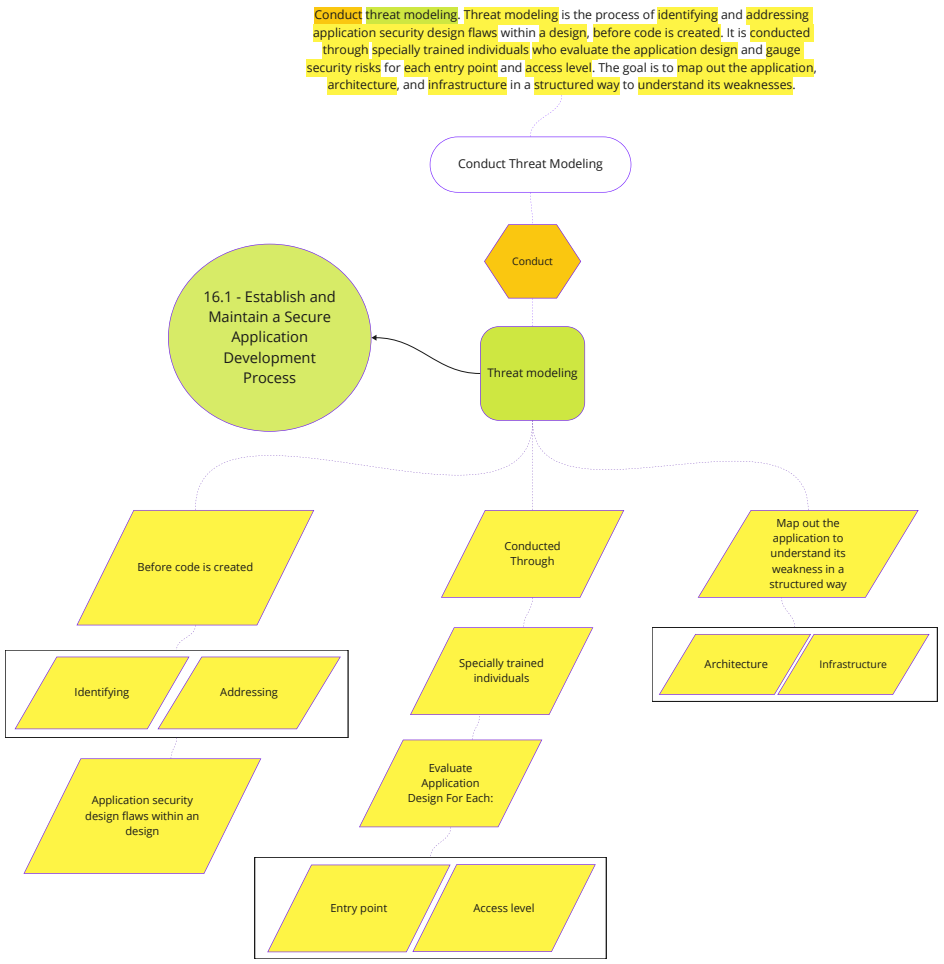 Conduct threat modeling. Threat modeling is the process of identifying and addressing
application security design flaws within a design, before code is created. It is conducted
through specially trained individuals who evaluate the application design and gauge
security risks for each entry point and access level. The goal is to map out the application,
architecture, and infrastructure in a structured way to understand its weaknesses.
Conduct Threat Modeling
Conduct
16.1 - Establish and
Maintain a Secure
Application
Development
Process
Threat modeling
Before code is created
Identifying
Addressing
Application security
design flaws within an
design
Conducted
Through
Specially trained
individuals
Evaluate
Application
Design For Each:
Entry point
Access level
Map out the
application to
understand its
weakness in a
structured way
Architecture
Infrastructure